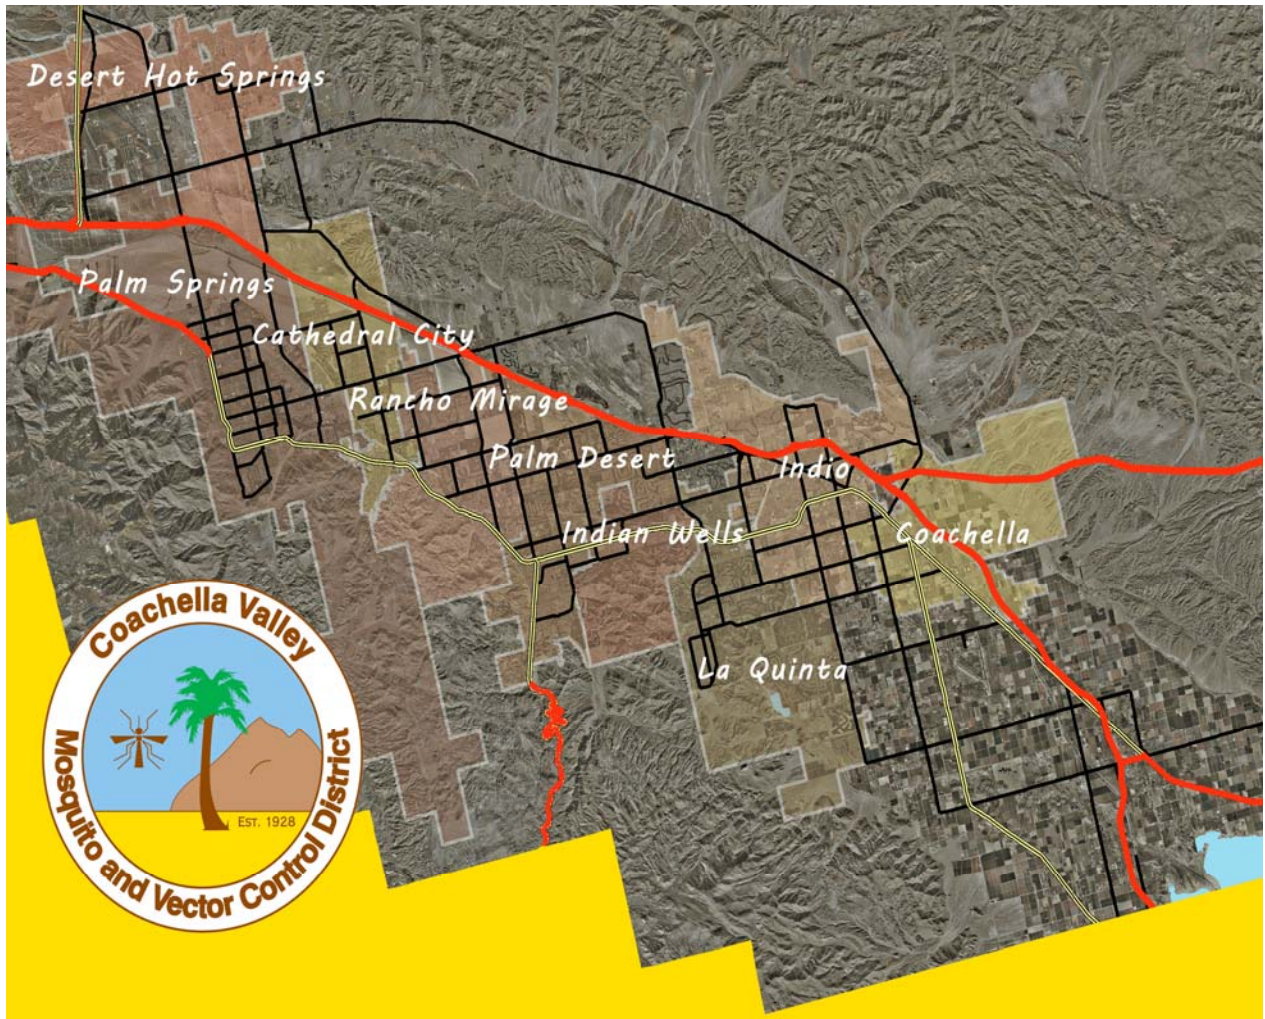 Desert Hot Springs
Palm Springs
Cathedral City
Rancho Mirage
Palm Desert
Indio
Indian Wells
Coachella
La Quinta
Coachella Valley
EST. 1928
Mosquito and Vector Control District